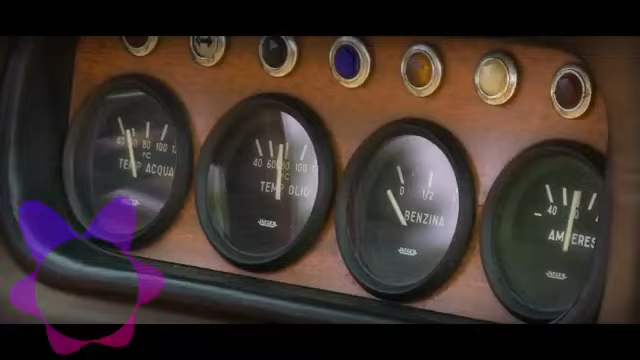 40 60 80 100 1
°C
TEMP ACQUA
JAEGER
40 60 80 100
°C
TEMP OLIO
JAEGER
0 1/2
BENZINA
JAEGER
40 0
AMPERES
JAEGER